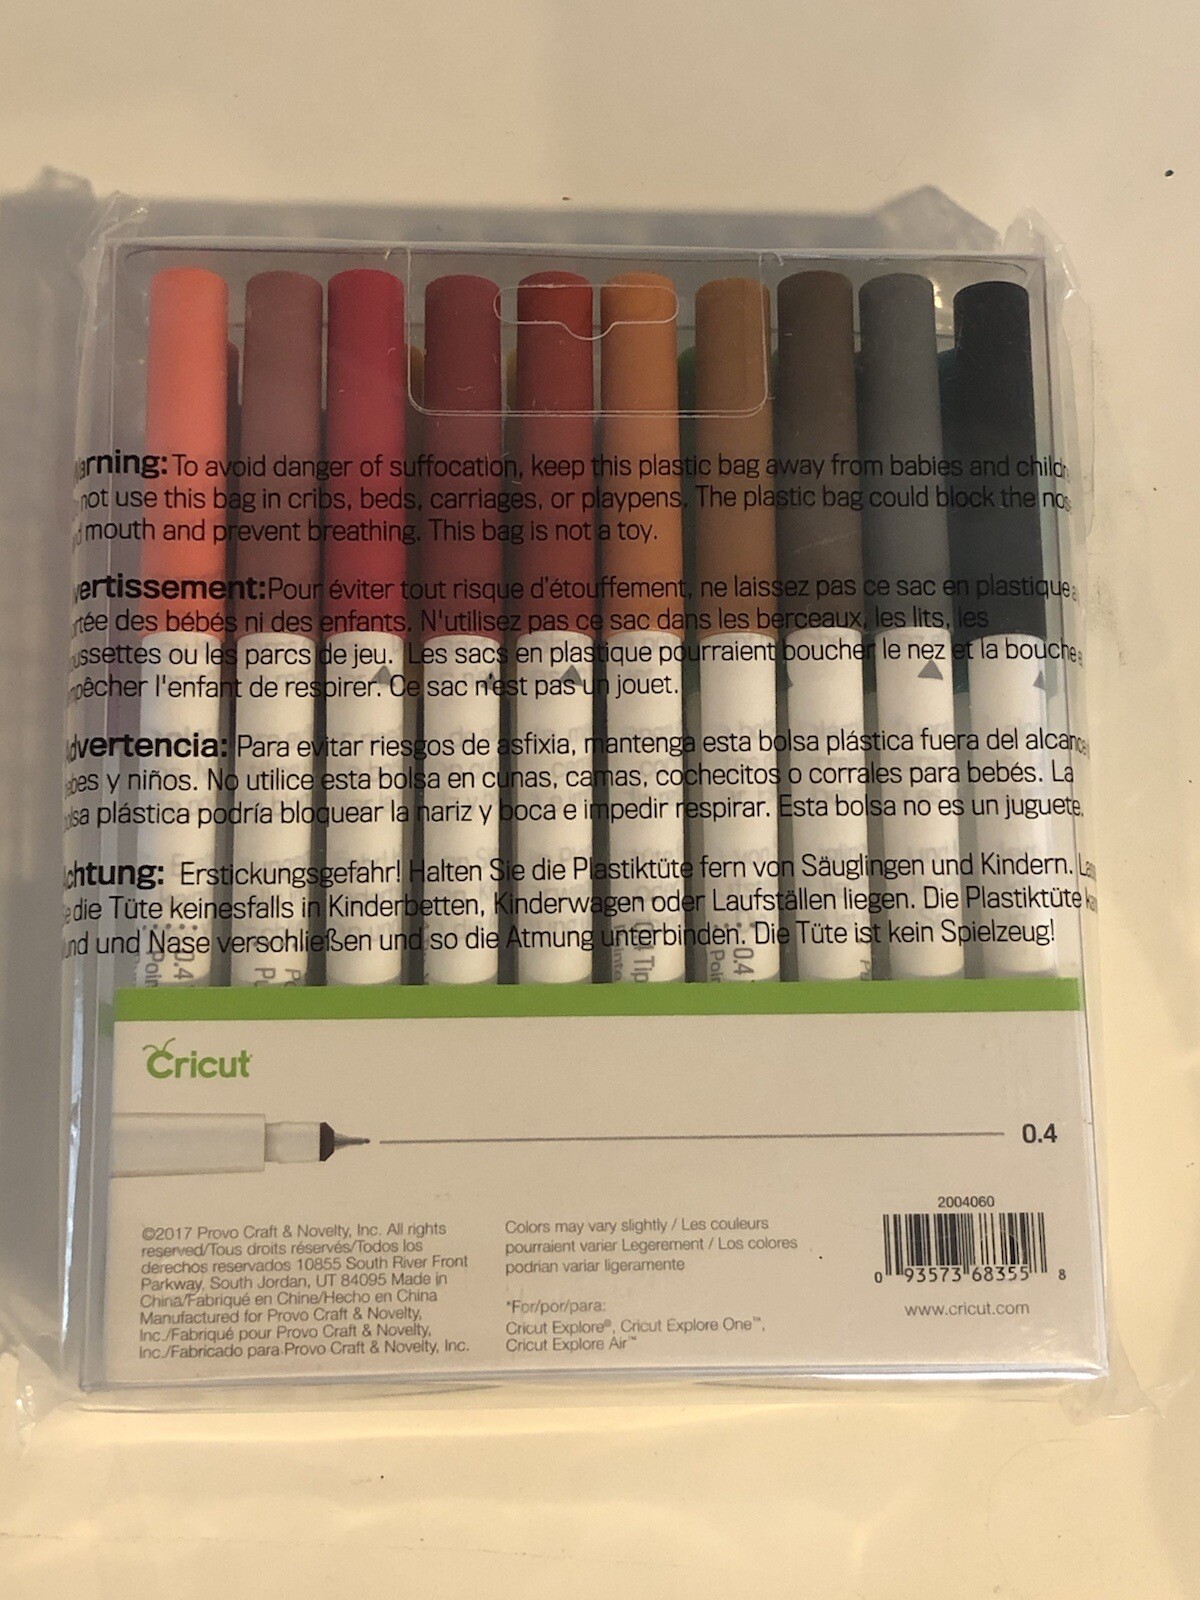 arning: To avoid danger of suffocation, keep this plastic bag away from babies and childr
not use this bag in cribs, beds, carriages, or playpens. The plastic bag could block the nos
mouth and prevent breathing. This bag is not a toy.
vertissement:Pour éviter tout risque d'étouffement, ne laissez pas ce sac en plastique
rtée des bébés ni des enfants. N'utilisez pas ce sac dans les berceaux, les lits, les
ussettes ou les parcs de jeu. Les sacs en plastique pourraient boucher le nez et la bouche
pêcher l'enfant de respirer. Ce sac n'est pas un jouet.
dvertencia: Para evitar riesgos de asfixia, mantenga esta bolsa plástica fuera del alcance
ebes y niños. No utilice esta bolsa en cunas, camas, cochecitos o corrales para bebés. La
lsa plástica podría bloquear la nariz y boca e impedir respirar. Esta bolsa no es un juguete.
chtung: Erstickungsgefahr! Halten Sie die Plastiktüte fern von Säuglingen und Kindern. Las
die Tüte keinesfalls in Kinderbetten, Kinderwagen oder Laufställen liegen. Die Plastiktüte
und und Nase verschließen und so die Atmung unterbinden. Die Tüte ist kein Spielzeug!
0.4
Poin
0.4 Tip
0.4
Poin
Cricut
0.4
©2017 Provo Craft & Novelty, Inc. All rights
reserved/Tous droits réservés/Todos los
derechos reservados 10855 South River Front
Parkway, South Jordan, UT 84095 Made in
China/Fabriqué en Chine/Hecho en China
Manufactured for Provo Craft & Novelty,
Inc./Fabriqué pour Provo Craft & Novelty,
Inc./Fabricado para Provo Craft & Novelty, Inc.
Colors may vary slightly / Les couleurs
pourraient varier Legerement / Los colores
podrian variar ligeramente
*For/por/para:
Cricut Explore®, Cricut Explore One™,
Cricut Explore Air™
2004060
0 93573 68355 8
www.cricut.com